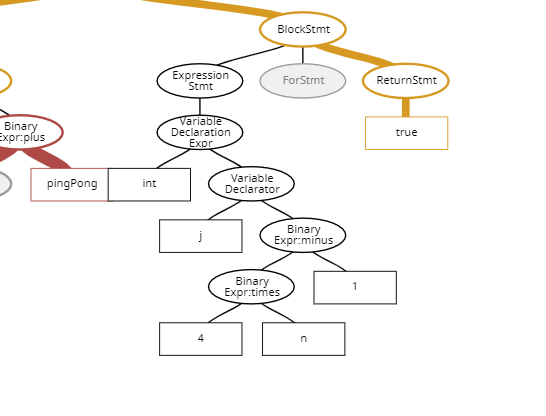 BlockStmt
Expression
Stmt
ForStmt
ReturnStmt
Binary
Expr:plus
Variable
Declaration
Expr
true
pingPong
int
Variable
Declarator
j
Binary
Expr:minus
Binary
Expr:times
1
4
n